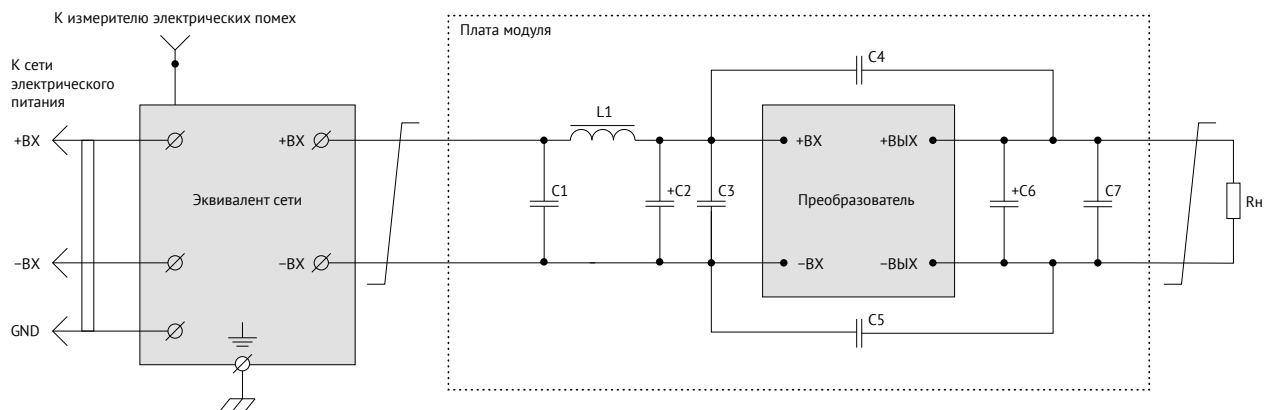 К измерителю электрических помех
Плата модуля
К сети
электрического
питания
C4
L1
+ВХ
+ВХ
+ВХ
+ВЫХ
C1
+C2
C3
+C6
C7
Эквивалент сети
Преобразователь
Rн
−ВХ
−ВХ
−ВХ
−ВЫХ
GND
C5